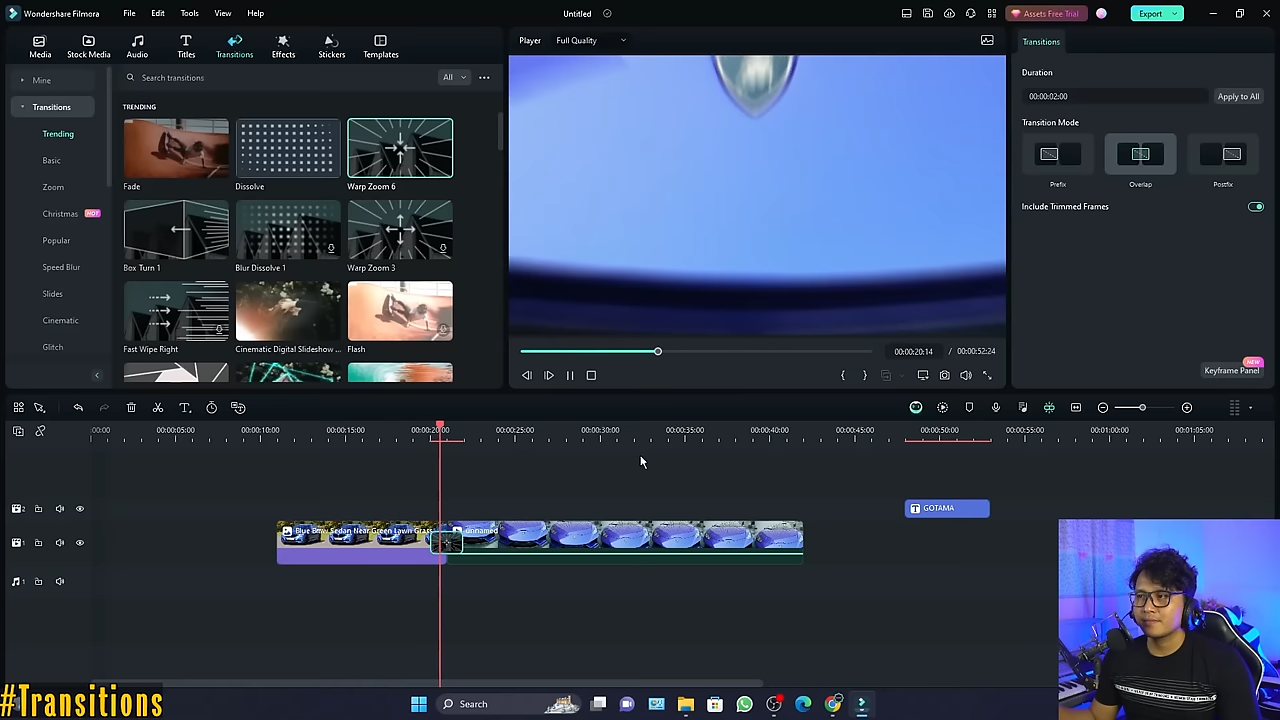 Wondershare Filmora
File
Edit
Tools
View
Help
Untitled
Assets Free Trial
Export
Media
Stock Media
Audio
Titles
Transitions
Effects
Stickers
Templates
Player
Full Quality
Transitions
Mine
Transitions
Trending
Basic
Zoom
Christmas
HOT
Popular
Speed Blur
Slides
Cinematic
Glitch
Search transitions
All
TRENDING
Fade
Dissolve
Warp Zoom 6
Box Turn 1
Blur Dissolve 1
Warp Zoom 3
Fast Wipe Right
Cinematic Digital Slideshow ...
Flash
00:00:20:14
/ 00:00:52:24
Duration
00:00:02:00
Apply to All
Transition Mode
Prefix
Overlap
Postfix
Include Trimmed Frames
NEW
Keyframe Panel
00:00
00:00:05:00
00:00:10:00
00:00:15:00
00:00:20:00
00:00:25:00
00:00:30:00
00:00:35:00
00:00:40:00
00:00:45:00
00:00:50:00
00:00:55:00
00:01:00:00
00:01:05:00
GOTAMA
Blue Bmw Sedan Near Green Lawn Grass
unnamed
#Transitions
Search